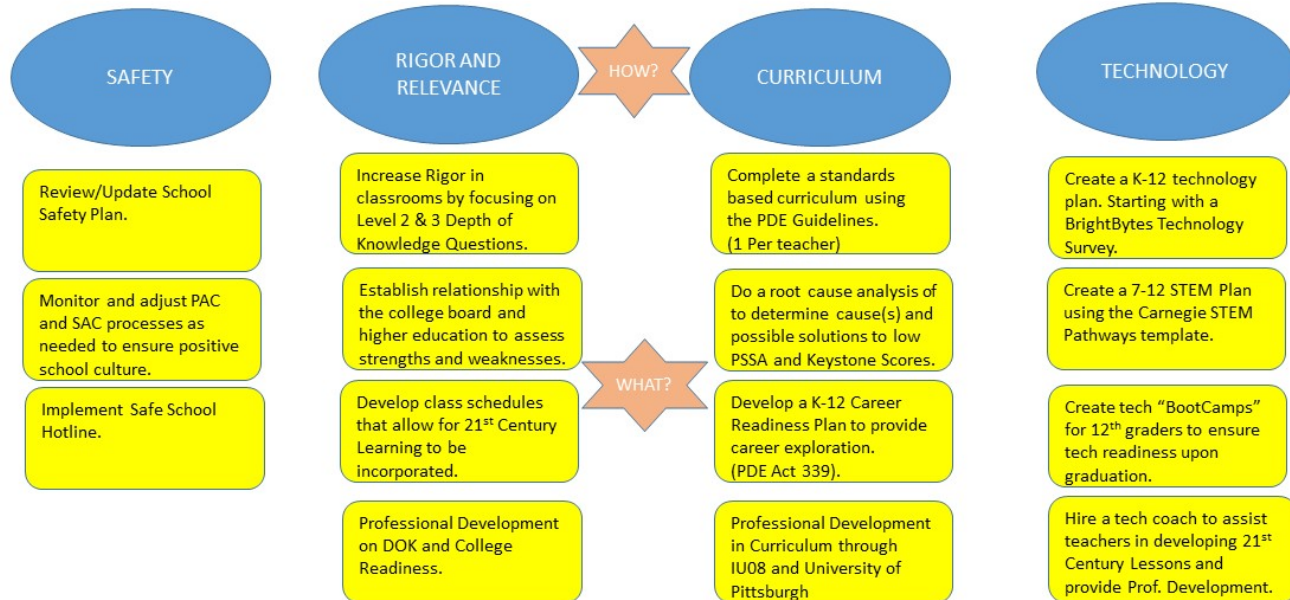 SAFETY
Review/Update School
Safety Plan.
Monitor and adjust PAC
and SAC processes as
needed to ensure positive
school culture.
Implement Safe School
Hotline.
RIGOR AND
RELEVANCE
Increase Rigor in
classrooms by focusing on
Level 2 & 3 Depth of
Knowledge Questions.
Establish relationship with
the college board and
higher education to assess
strengths and weaknesses.
Develop class schedules
that allow for 21st Century
Learning to be
incorporated.
Professional Development
on DOK and College
Readiness.
HOW?
WHAT?
CURRICULUM
Complete a standards
based curriculum using
the PDE Guidelines.
(1 Per teacher)
Do a root cause analysis of
to determine cause(s) and
possible solutions to low
PSSA and Keystone Scores.
Develop a K-12 Career
Readiness Plan to provide
career exploration.
(PDE Act 339).
Professional Development
in Curriculum through
IU08 and University of
Pittsburgh
TECHNOLOGY
Create a K-12 technology
plan. Starting with a
BrightBytes Technology
Survey.
Create a 7-12 STEM Plan
using the Carnegie STEM
Pathways template.
Create tech “BootCamps”
for 12th graders to ensure
tech readiness upon
graduation.
Hire a tech coach to assist
teachers in developing 21st
Century Lessons and
provide Prof. Development.